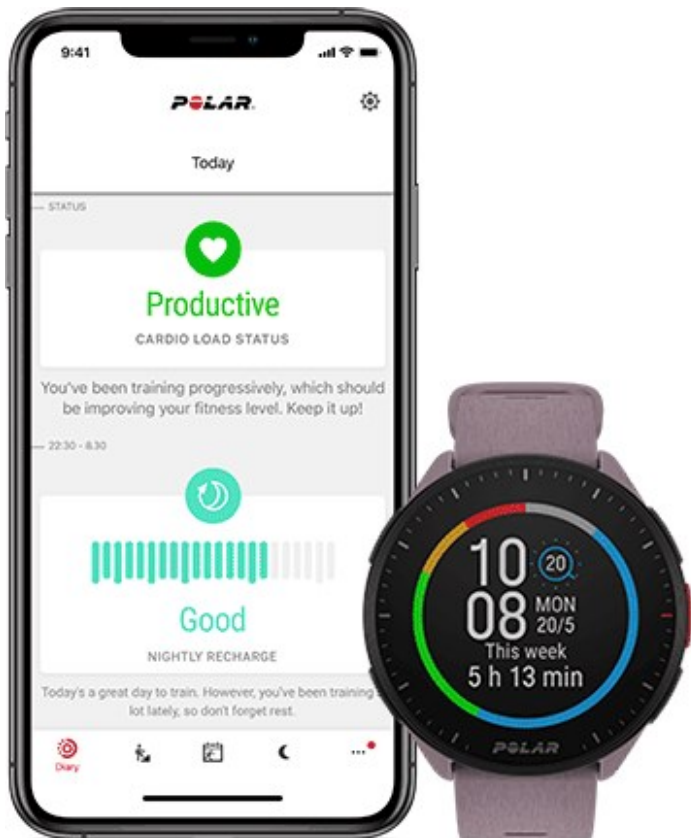 9:41
POLAR
Today
STATUS
Productive
CARDIO LOAD STATUS
You've been training progressively, which should
be improving your fitness level. Keep it up!
22:30 - 8.30
Good
NIGHTLY RECHARGE
Today's a great day to train. However, you've been training
lot lately, so don't forget rest.
Diary
10
20
08
MON
20/5
This week
5 h 13 min
POLAR